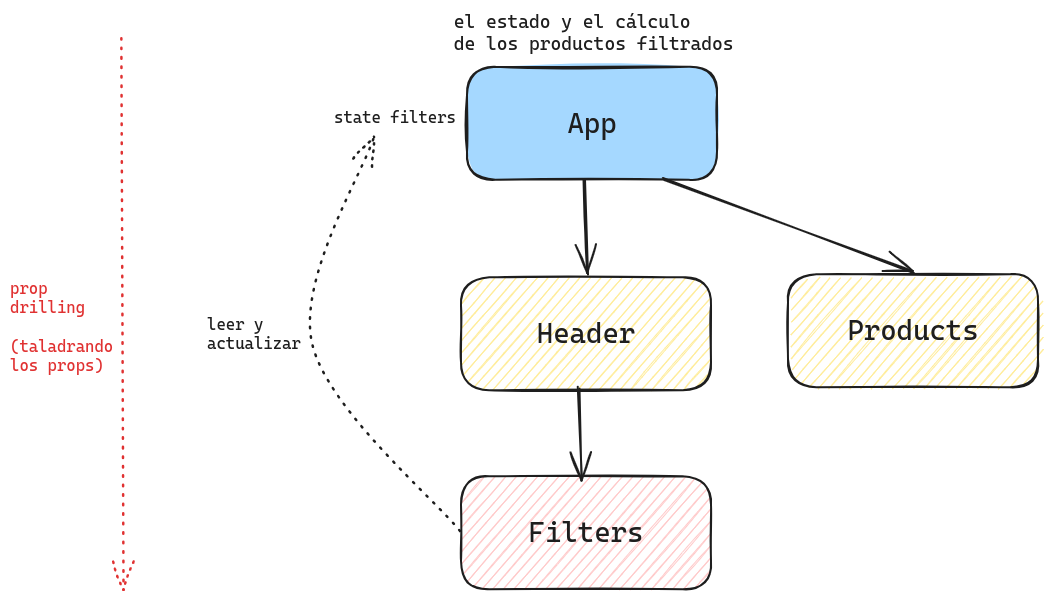 el estado y el cálculo
de los productos filtrados
state filters
App
prop
drilling
(taladrando
los props)
leer y
actualizar
Header
Products
Filters